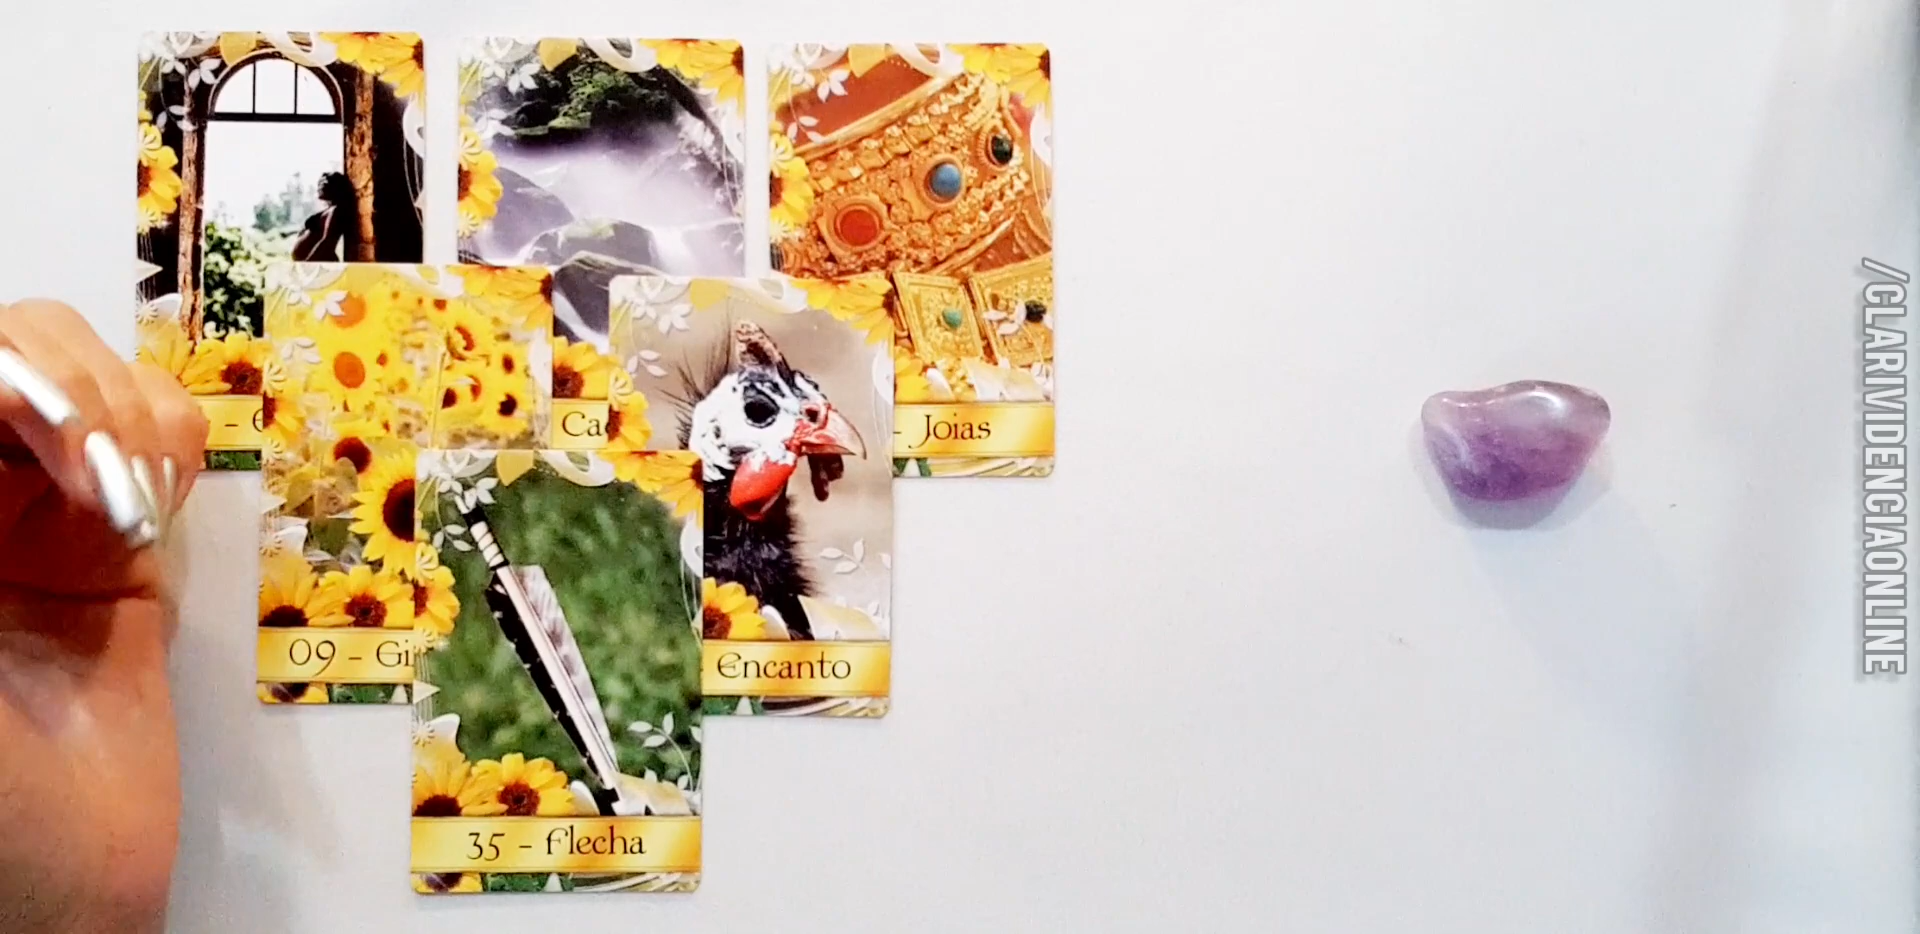 - Joias
09 - Gi
Encanto
35 - Flecha
/CLARIVIDENCIAONLINE